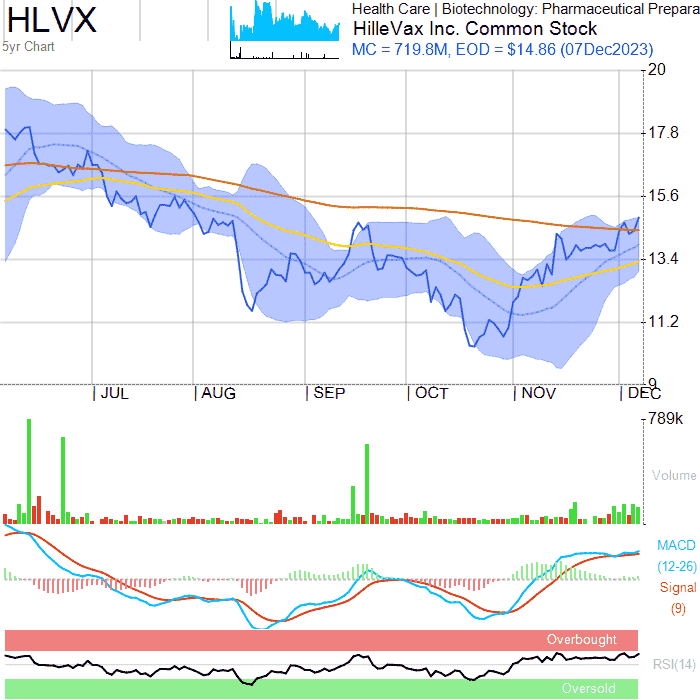 HLVX
5yr Chart
Health Care | Biotechnology: Pharmaceutical Prepara
HilleVax Inc. Common Stock
MC = 719.8M, EOD = $14.86 (07Dec2023)
20
17.8
15.6
13.4
11.2
9
JUL AUG SEP OCT NOV DEC
789k
Volume
MACD
(12-26)
Signal
(9)
Overbought
RSI(14)
Oversold